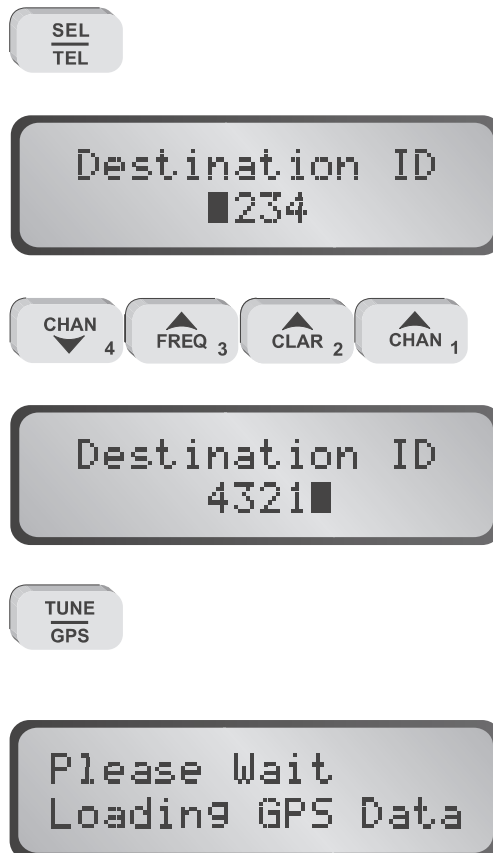 SEL
TEL
Destination ID
234
CHAN 4 FREQ 3 CLAR 2 CHAN 1
Destination ID
4321
TUNE
GPS
Please Wait
Loading GPS Data